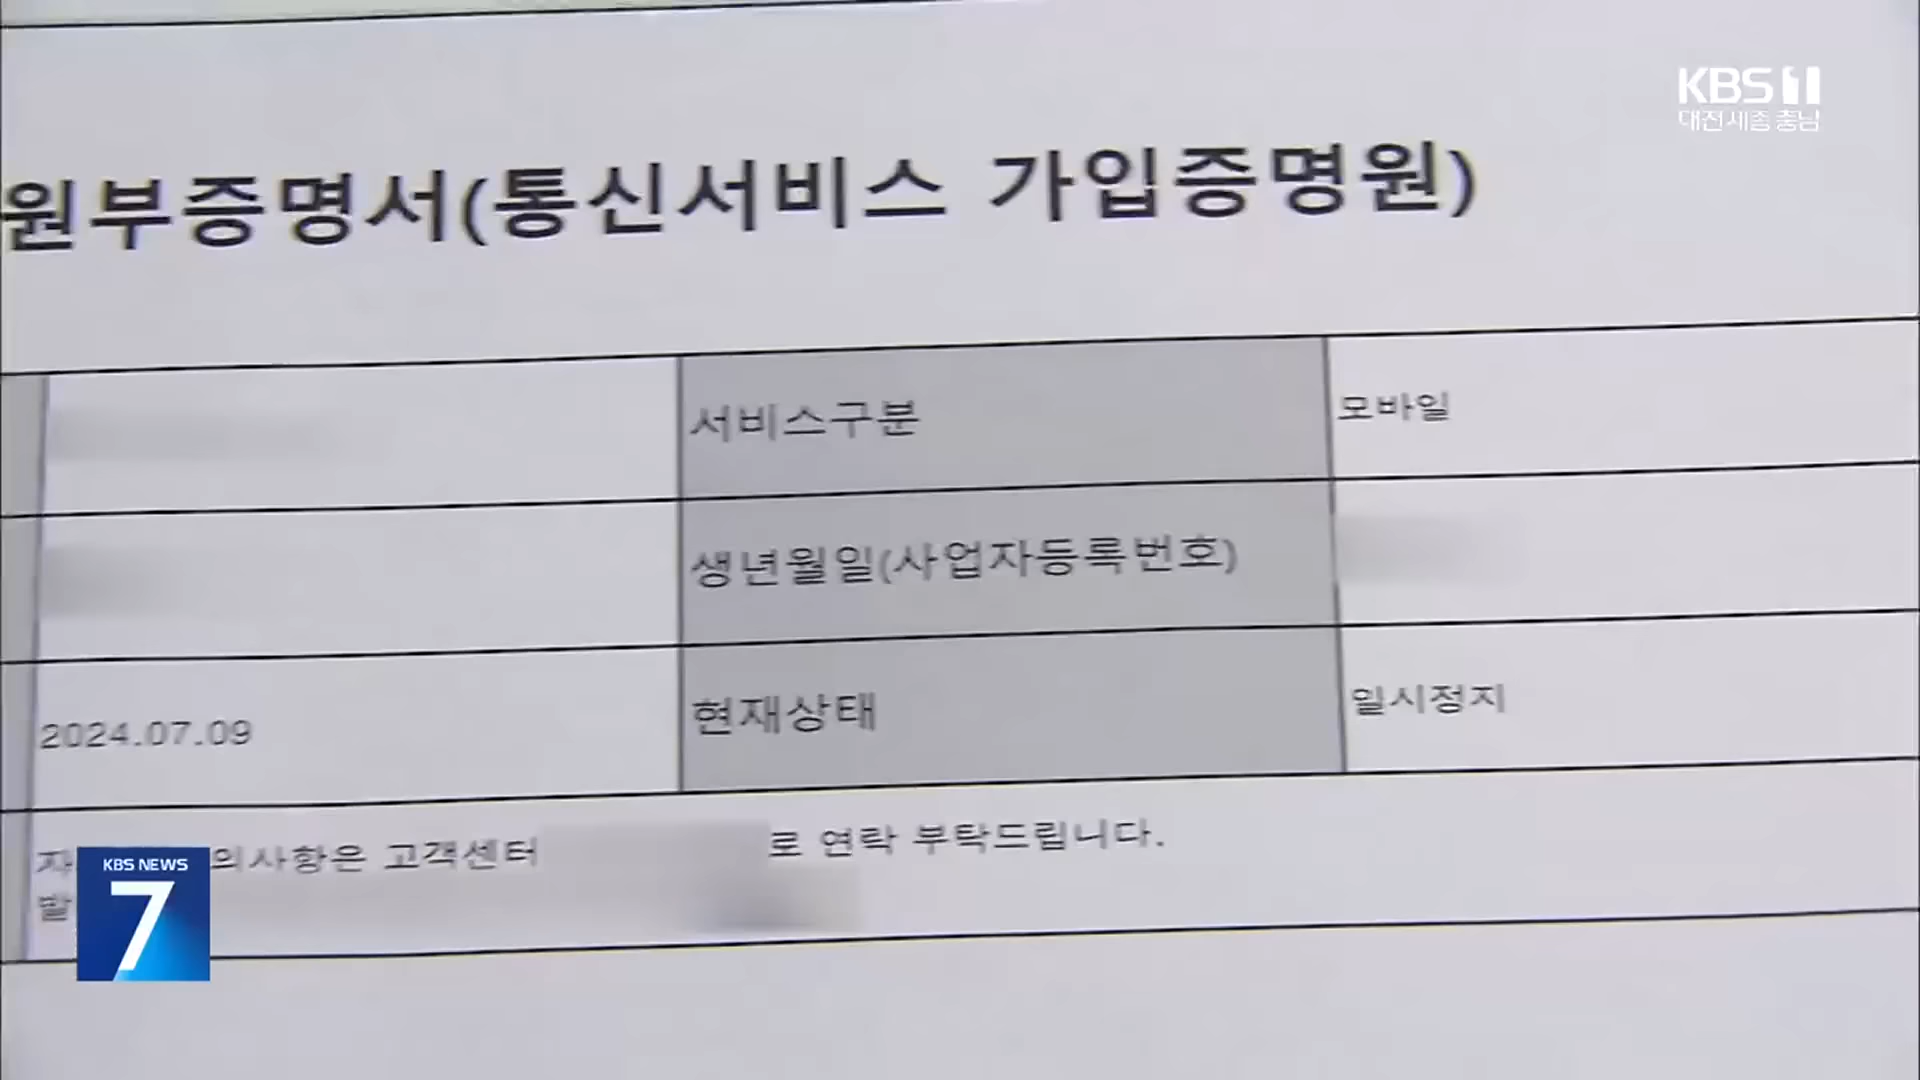 KBS 1
대전세종충남
원부증명서(통신서비스 가입증명원)
서비스구분 모바일
생년월일(사업자등록번호)
2024.07.09 현재상태 일시정지
의사항은 고객센터 로 연락 부탁드립니다.
KBS NEWS
7